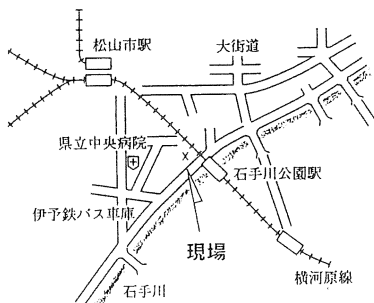 松山市駅
大街道
県立中央病院
石手川公園駅
伊予鉄バス車庫
現場
横河原線
石手川